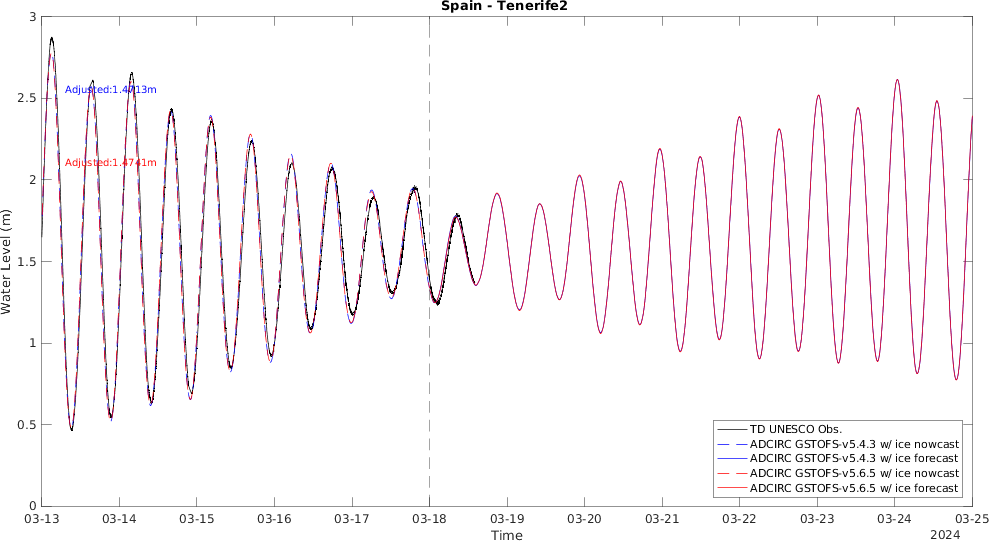 Spain - Tenerife2
3
2.5
2
1.5
1
0.5
0
Water Level (m)
Adjusted:1.4713m
Adjusted:1.4741m
TD UNESCO Obs.
ADCIRC GSTOFS-v5.4.3 w/ ice nowcast
ADCIRC GSTOFS-v5.4.3 w/ ice forecast
ADCIRC GSTOFS-v5.6.5 w/ ice nowcast
ADCIRC GSTOFS-v5.6.5 w/ ice forecast
03-13 03-14 03-15 03-16 03-17 03-18 03-19 03-20 03-21 03-22 03-23 03-24 03-25
Time
2024